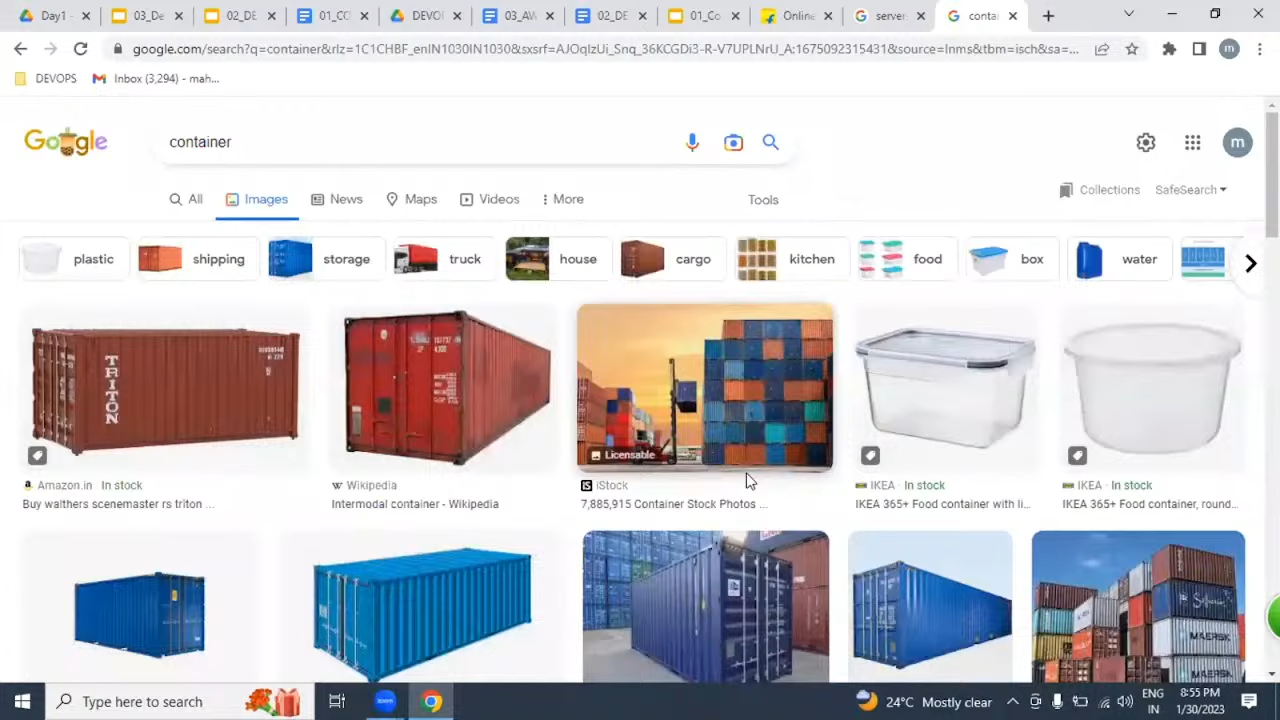 Day1 -
03_De
02_DE
01_CO
DEVOI
03_AW
02_DE
01_Co
Online
server
conta
google.com/search?q=container&rlz=1C1CHBF_enIN1030IN1030&sxsrf=AJOqlzUi_Snq_36KCGDi3-R-V7UPLNrU_A:1675092315431&source=lnms&tbm=isch&sa=...
m
DEVOPS
Inbox (3,294) - mah...
Google
container
m
All
Images
News
Maps
Videos
More
Tools
Collections
SafeSearch
plastic
shipping
storage
truck
house
cargo
kitchen
food
box
water
TRITON
Licensable
Amazon.in · In stock
Wikipedia
iStock
IKEA · In stock
IKEA · In stock
Buy walthers scenemaster rs triton ...
Intermodal container - Wikipedia
7,885,915 Container Stock Photos ...
IKEA 365+ Food container with li...
IKEA 365+ Food container, round...
MAERSK
MAERSK
Type here to search
zoom
24°C Mostly clear
ENG
IN
8:55 PM
1/30/2023